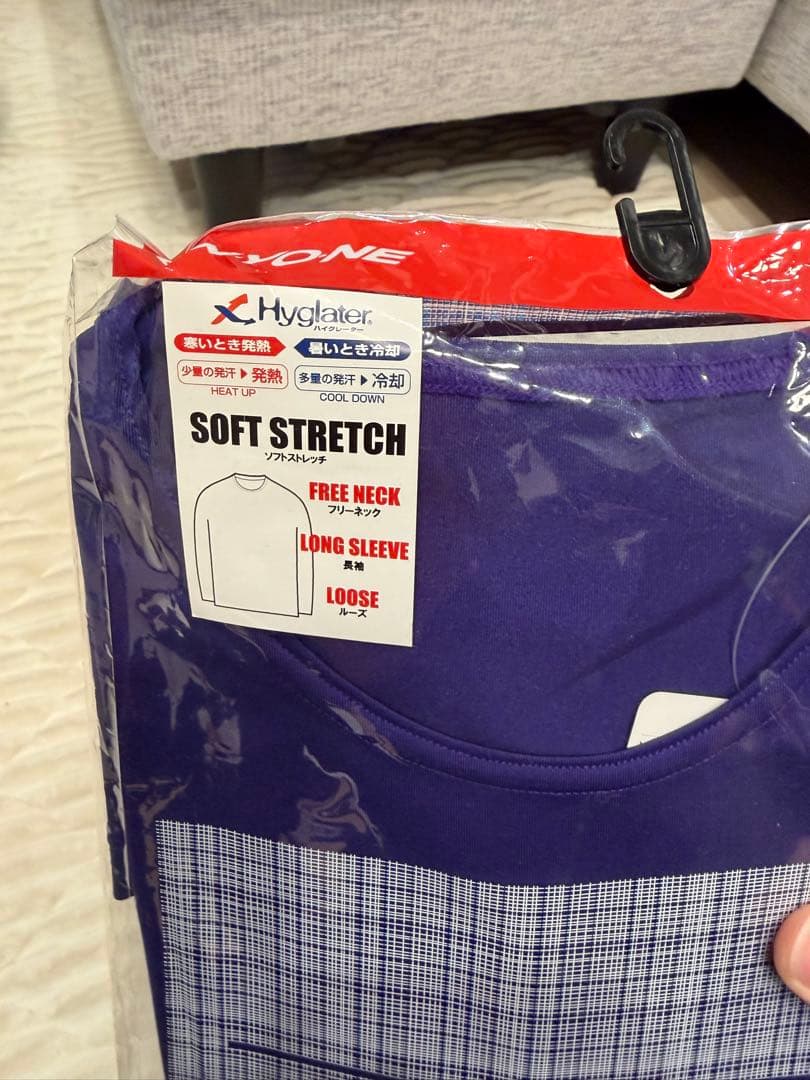 YO-NE
Hyglater®
ハイグレーター
寒いとき発熱 暑いとき冷却
少量の発汗▶発熱 多量の発汗▶冷却
HEAT UP COOL DOWN
SOFT STRETCH
ソフトストレッチ
FREE NECK
フリーネック
LONG SLEEVE
長袖
LOOSE
ルーズ